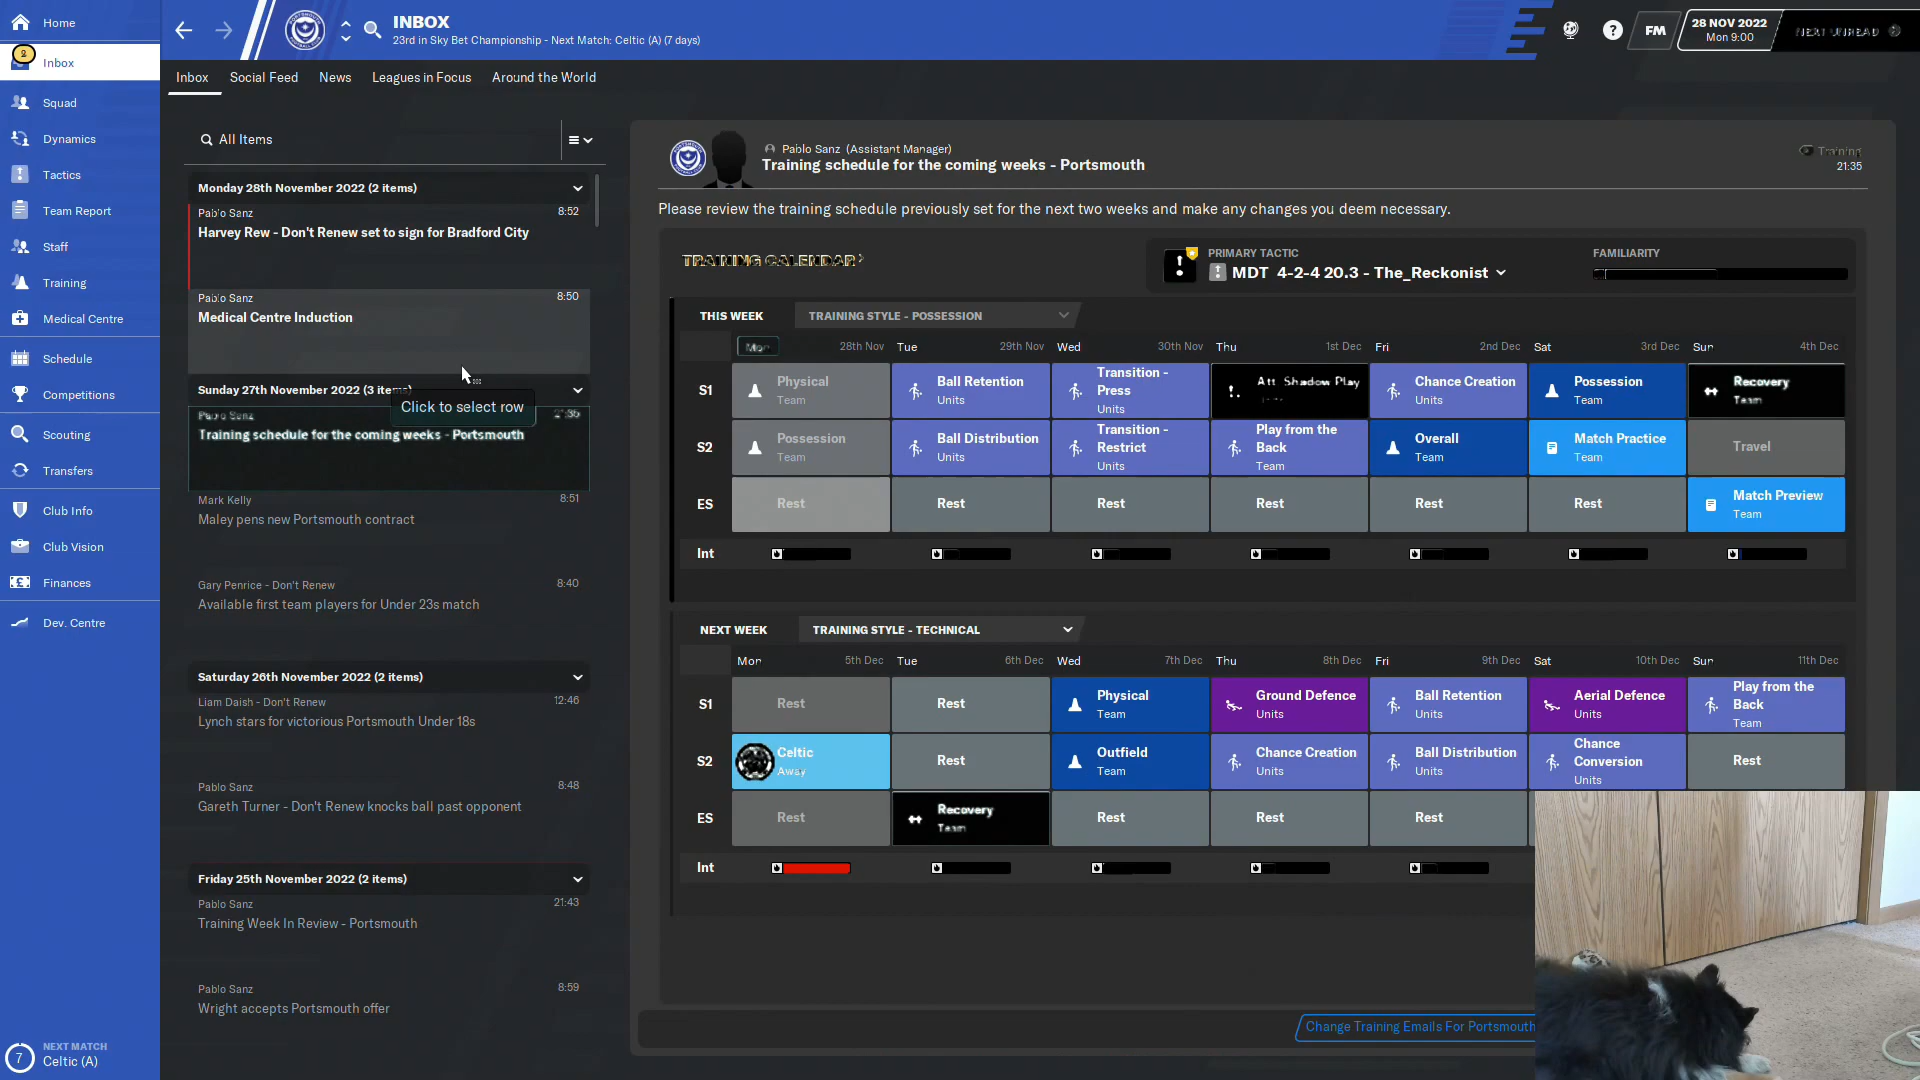 Home
Inbox
Squad
Dynamics
Tactics
Team Report
Staff
Training
Medical Centre
Schedule
Competitions
Scouting
Transfers
Club Info
Club Vision
Finances
Dev. Centre
7
NEXT MATCH
Celtic (A)
INBOX
23rd in Sky Bet Championship - Next Match: Celtic (A) (7 days)
FM
28 NOV 2022
Mon 9:00
NEXT UNREAD
Inbox
Social Feed
News
Leagues in Focus
Around the World
All Items
Monday 28th November 2022 (2 items)
Pablo Sanz
8:52
Harvey Rew - Don't Renew set to sign for Bradford City
Pablo Sanz
8:50
Medical Centre Induction
Sunday 27th November 2022 (3 items)
Click to select row
Pablo Sanz
21:35
Training schedule for the coming weeks - Portsmouth
Mark Kelly
8:51
Maley pens new Portsmouth contract
Gary Penrice - Don't Renew
8:40
Available first team players for Under 23s match
Saturday 26th November 2022 (2 items)
Liam Daish - Don't Renew
12:46
Lynch stars for victorious Portsmouth Under 18s
Pablo Sanz
8:48
Gareth Turner - Don't Renew knocks ball past opponent
Friday 25th November 2022 (2 items)
Pablo Sanz
21:43
Training Week In Review - Portsmouth
Pablo Sanz
8:59
Wright accepts Portsmouth offer
Pablo Sanz (Assistant Manager)
Training schedule for the coming weeks - Portsmouth
Training
21:35
Please review the training schedule previously set for the next two weeks and make any changes you deem necessary.
TRAINING CALENDAR
PRIMARY TACTIC
MDT 4-2-4 20.3 - The_Reckonist
FAMILIARITY
THIS WEEK
TRAINING STYLE - POSSESSION
Mon 28th Nov
Tue 29th Nov
Wed 30th Nov
Thu 1st Dec
Fri 2nd Dec
Sat 3rd Dec
Sun 4th Dec
S1
Physical
Team
Ball Retention
Units
Transition - Press
Units
Att. Shadow Play
Chance Creation
Units
Possession
Team
Recovery
Team
S2
Possession
Team
Ball Distribution
Units
Transition - Restrict
Units
Play from the Back
Team
Overall
Team
Match Practice
Team
Travel
ES
Rest
Rest
Rest
Rest
Rest
Rest
Match Preview
Team
Int
NEXT WEEK
TRAINING STYLE - TECHNICAL
Mon 5th Dec
Tue 6th Dec
Wed 7th Dec
Thu 8th Dec
Fri 9th Dec
Sat 10th Dec
Sun 11th Dec
S1
Rest
Rest
Physical
Team
Ground Defence
Units
Ball Retention
Units
Aerial Defence
Units
Play from the Back
Team
S2
Celtic
Away
Rest
Outfield
Team
Chance Creation
Units
Ball Distribution
Units
Chance Conversion
Units
Rest
ES
Rest
Recovery
Team
Rest
Rest
Rest
Int
Change Training Emails For Portsmouth